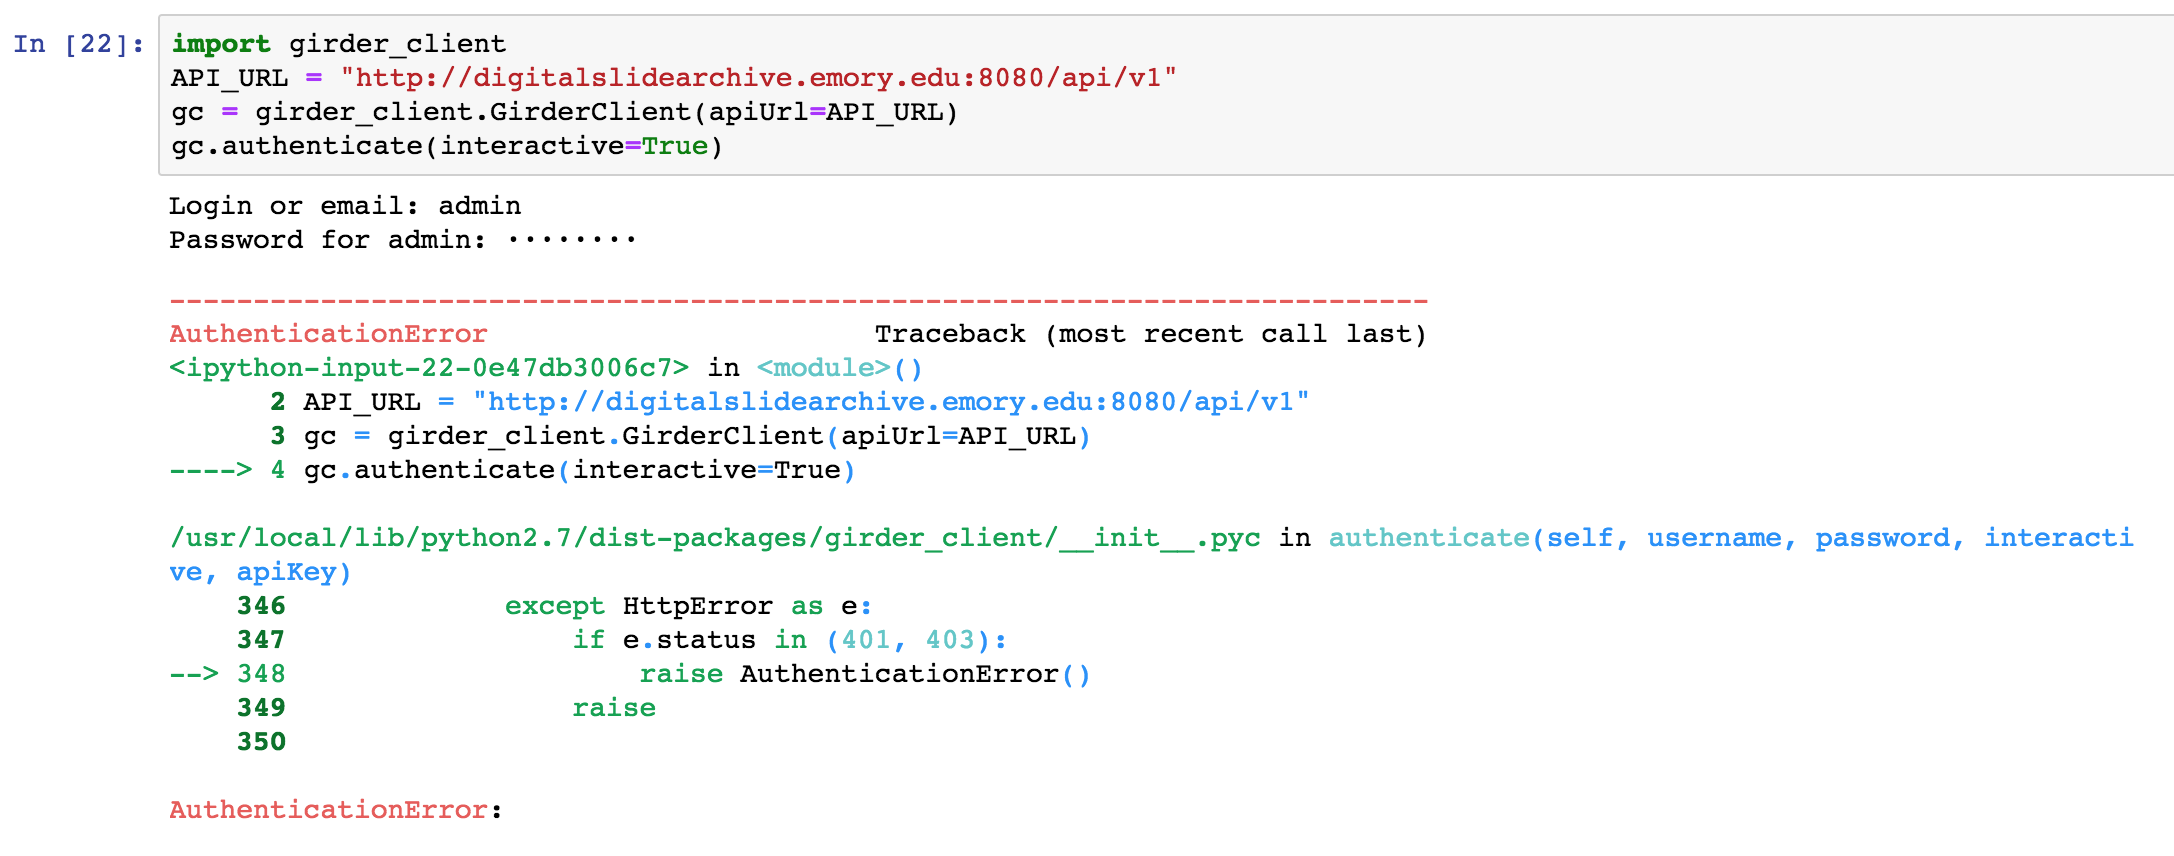 In [22]: import girder_client
API_URL = "http://digitalslidearchive.emory.edu:8080/api/v1"
gc = girder_client.GirderClient(apiUrl=API_URL)
gc.authenticate(interactive=True)
Login or email: admin
Password for admin: ········
---------------------------------------------------------------------------
AuthenticationError                       Traceback (most recent call last)
<ipython-input-22-0e47db3006c7> in <module>()
      2 API_URL = "http://digitalslidearchive.emory.edu:8080/api/v1"
      3 gc = girder_client.GirderClient(apiUrl=API_URL)
----> 4 gc.authenticate(interactive=True)
/usr/local/lib/python2.7/dist-packages/girder_client/__init__.pyc in authenticate(self, username, password, interacti
ve, apiKey)
    346             except HttpError as e:
    347                 if e.status in (401, 403):
--> 348                     raise AuthenticationError()
    349                 raise
    350
AuthenticationError: